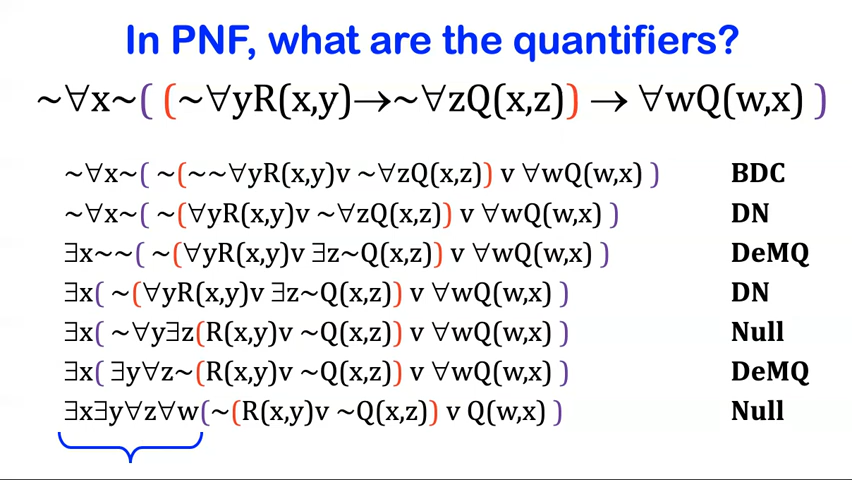 In PNF, what are the quantifiers?
~∀x~( (~∀yR(x,y)→~∀zQ(x,z)) → ∀wQ(w,x) )
~∀x~( ~(~~∀yR(x,y)v ~∀zQ(x,z)) v ∀wQ(w,x) ) BDC
~∀x~( ~(∀yR(x,y)v ~∀zQ(x,z)) v ∀wQ(w,x) ) DN
∃x~~( ~(∀yR(x,y)v ∃z~Q(x,z)) v ∀wQ(w,x) ) DeMQ
∃x( ~(∀yR(x,y)v ∃z~Q(x,z)) v ∀wQ(w,x) ) DN
∃x( ~∀y∃z(R(x,y)v ~Q(x,z)) v ∀wQ(w,x) ) Null
∃x( ∃y∀z~(R(x,y)v ~Q(x,z)) v ∀wQ(w,x) ) DeMQ
∃x∃y∀z∀w(~(R(x,y)v ~Q(x,z)) v Q(w,x) ) Null